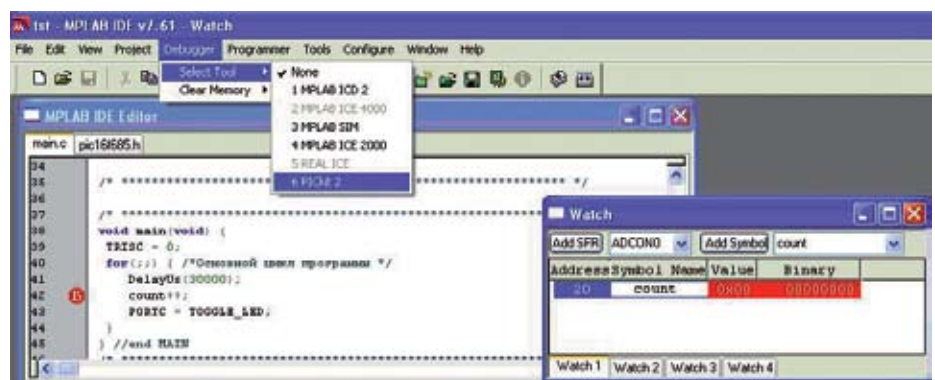 tst - MPLAB IDE v7.61 - Watch
File Edit View Project Debugger Programmer Tools Configure Window Help
Select Tool
Clear Memory
None
1 MPLAB ICD 2
2 MPLAB ICE 4000
3 MPLAB SIM
4 MPLAB ICE 2000
5 REAL ICE
6 PICkit 2
MPLAB IDE Editor
main.c pic16f685.h
34
35 /* ******************** */
36
37 /* ********************
38 void main(void) {
39 TRISC = 0;
40 for(;;) { /*Основной цикл программы */
41 DelayUs(30000);
42 B count++;
43 PORTC = TOGGLE_LED;
44 }
45 } //end MAIN
Watch
Add SFR ADCON0 Add Symbol count
Address Symbol Name Value Binary
20 count 0x00 00000000
Watch 1 Watch 2 Watch 3 Watch 4